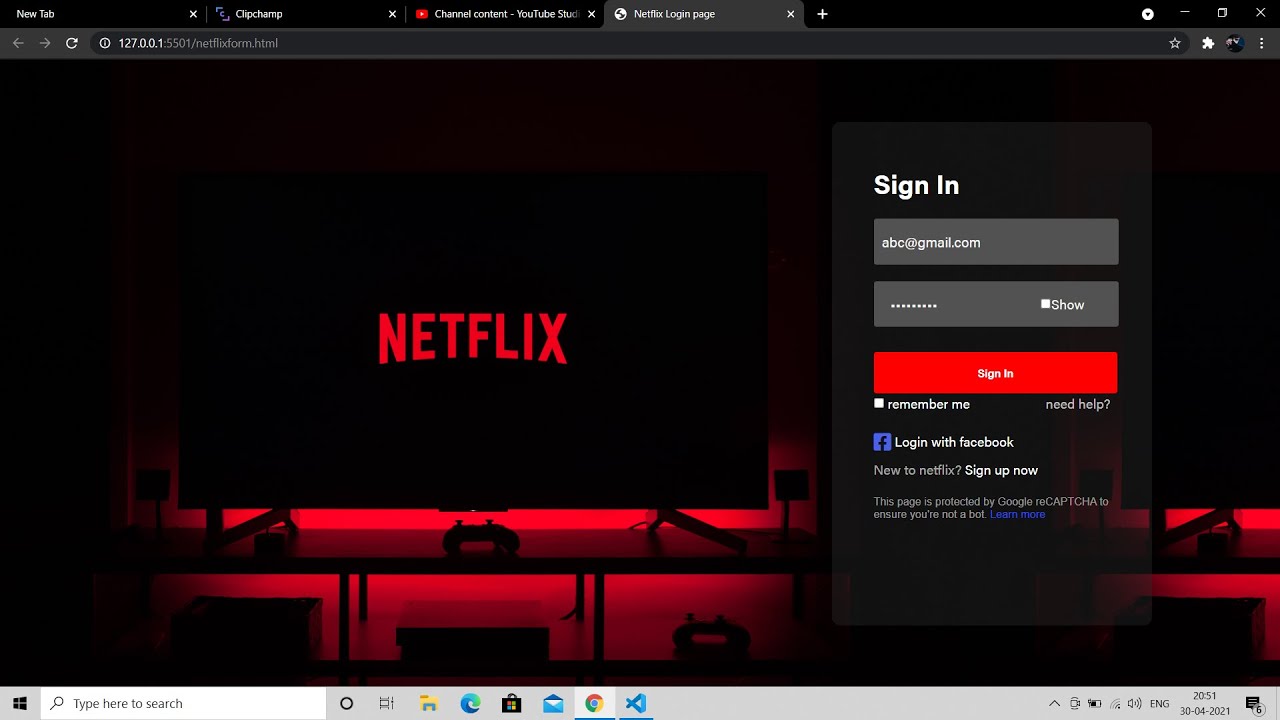 New Tab
Clipchamp
Channel content - YouTube Studi
Netflix Login page
127.0.0.1:5501/netflixform.html
NETFLIX
Sign In
abc@gmail.com
Show
Sign In
remember me
need help?
Login with facebook
New to netflix? Sign up now
This page is protected by Google reCAPTCHA to
ensure you're not a bot. Learn more
Type here to search
ENG
20:51
30-04-2021
6